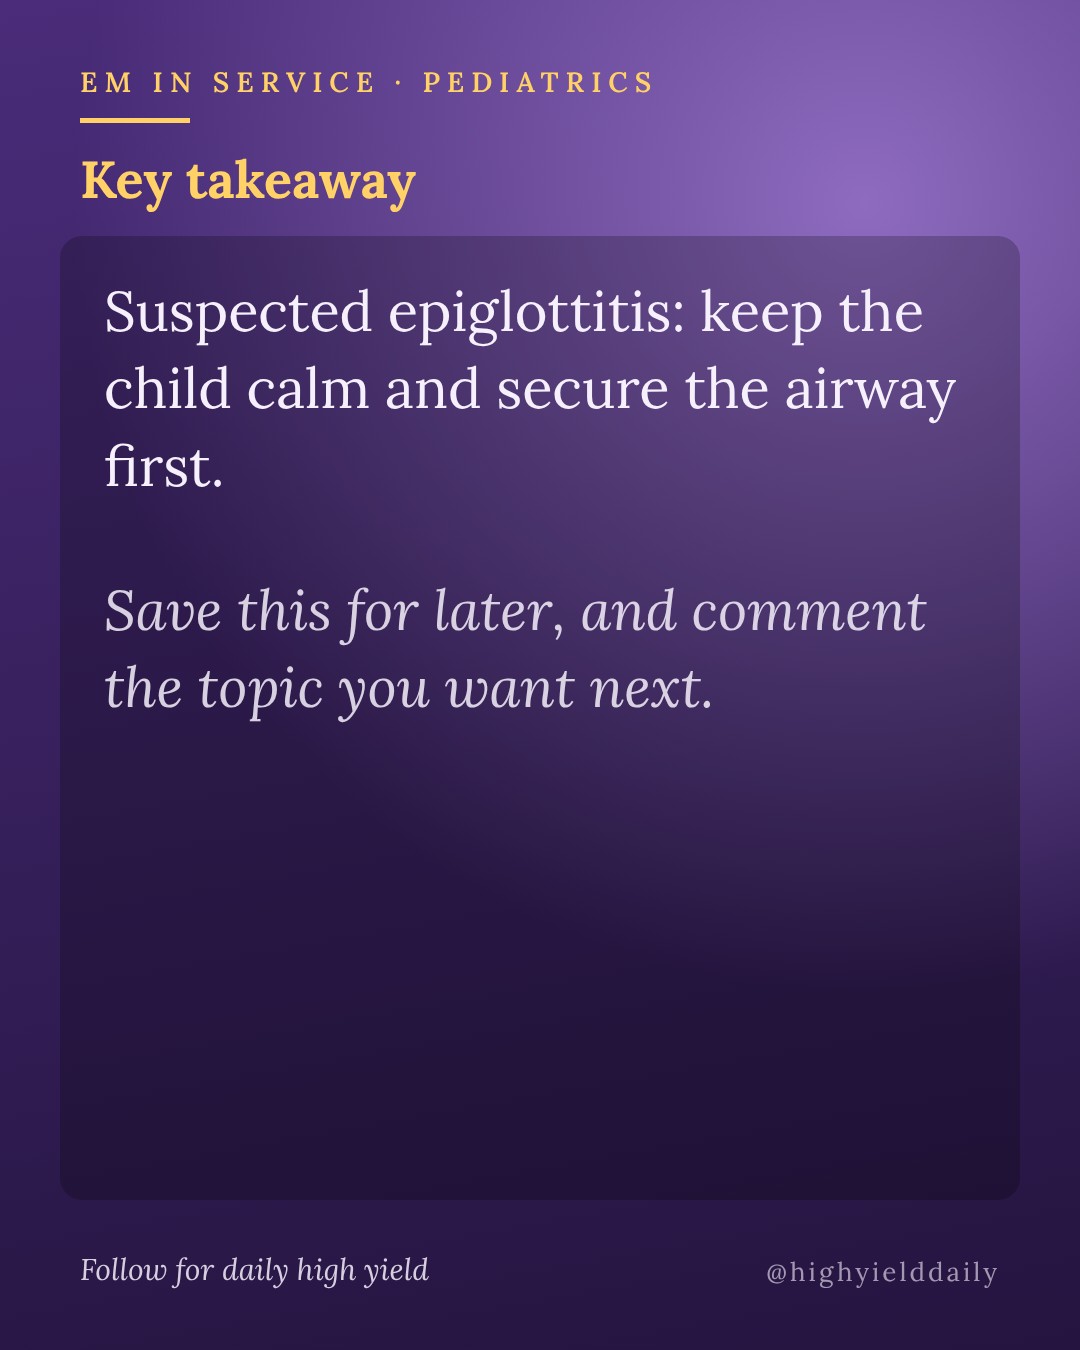 EM IN SERVICE · PEDIATRICS
Key takeaway
Suspected epiglottitis: keep the
child calm and secure the airway
first.
Save this for later, and comment
the topic you want next.
Follow for daily high yield
@highyielddaily